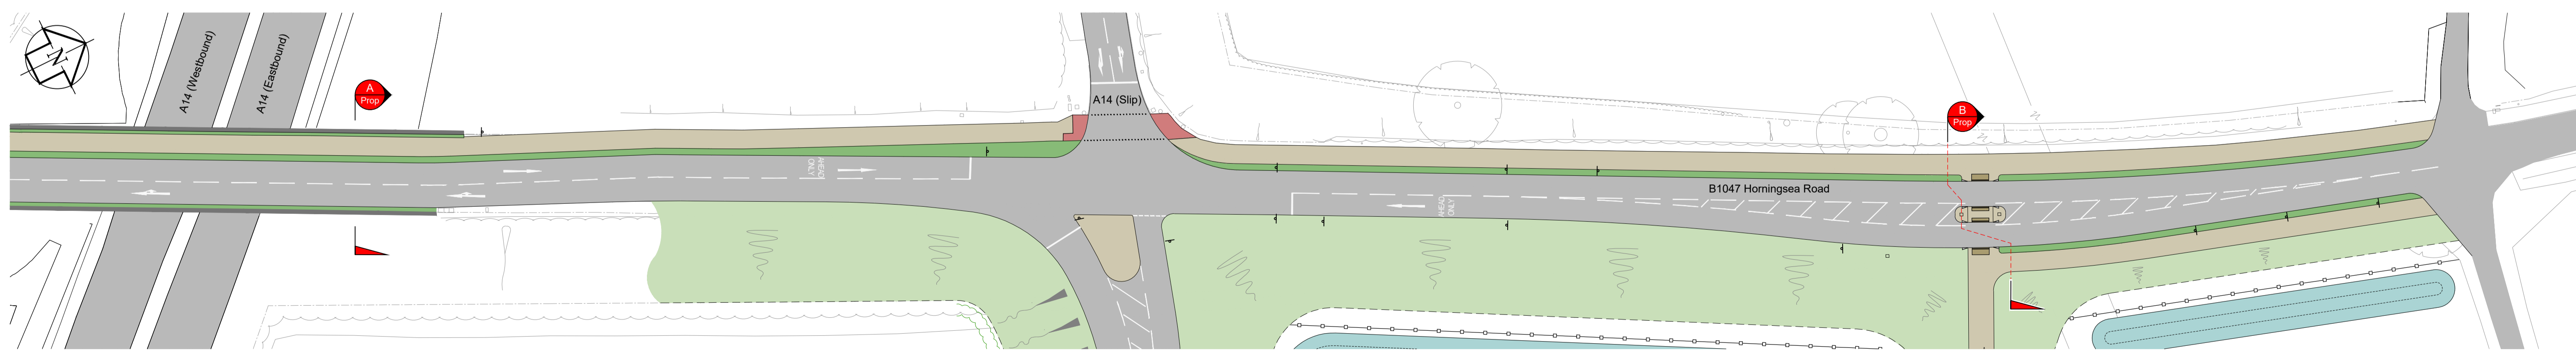 N
A14 (Westbound)
A14 (Eastbound)
A
Prop
A14 (Slip)
AHEAD
ONLY
B1047 Horningsea Road
AHEAD
ONLY
B
Prop